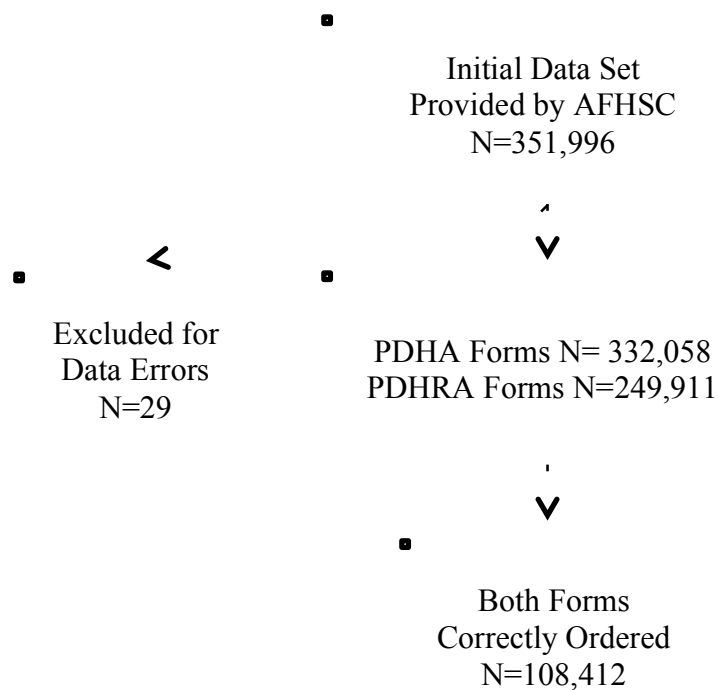 Initial Data Set
Provided by AFHSC
N=351,996
Excluded for
Data Errors
N=29
PDHA Forms N= 332,058
PDHRA Forms N=249,911
Both Forms
Correctly Ordered
N=108,412